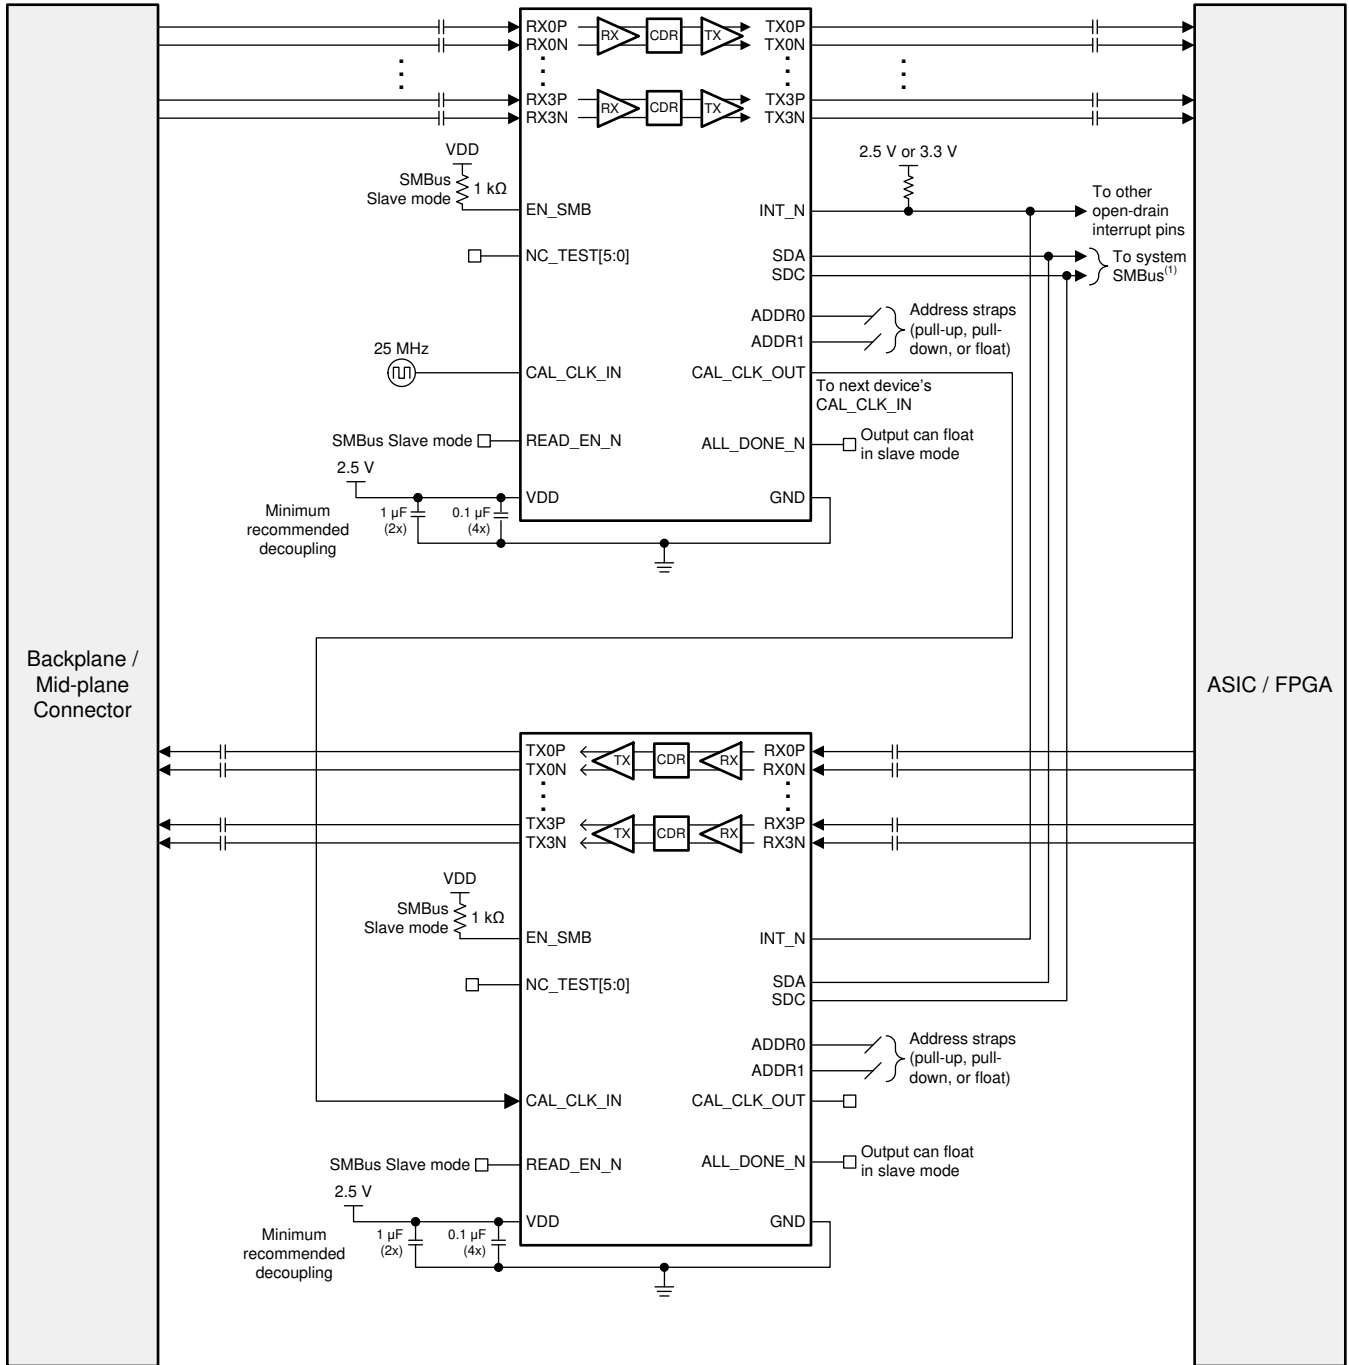 RX0P
RX0N
RX3P
RX3N
RX
CDR
TX
RX
CDR
TX
TX0P
TX0N
TX3P
TX3N
VDD
SMBus
Slave mode
1 kΩ
EN_SMB
NC_TEST[5:0]
25 MHz
CAL_CLK_IN
SMBus Slave mode
READ_EN_N
2.5 V
VDD
Minimum
recommended
decoupling
1 µF
(2x)
0.1 µF
(4x)
2.5 V or 3.3 V
INT_N
To other
open-drain
interrupt pins
SDA
SDC
To system
SMBus(1)
ADDR0
ADDR1
Address straps
(pull-up, pull-
down, or float)
CAL_CLK_OUT
To next device's
CAL_CLK_IN
ALL_DONE_N
Output can float
in slave mode
GND
Backplane /
Mid-plane
Connector
ASIC / FPGA
TX0P
TX0N
TX3P
TX3N
TX
CDR
RX
TX
CDR
RX
RX0P
RX0N
RX3P
RX3N
VDD
SMBus
Slave mode
1 kΩ
EN_SMB
NC_TEST[5:0]
CAL_CLK_IN
SMBus Slave mode
READ_EN_N
2.5 V
VDD
Minimum
recommended
decoupling
1 µF
(2x)
0.1 µF
(4x)
INT_N
SDA
SDC
ADDR0
ADDR1
Address straps
(pull-up, pull-
down, or float)
CAL_CLK_OUT
ALL_DONE_N
Output can float
in slave mode
GND